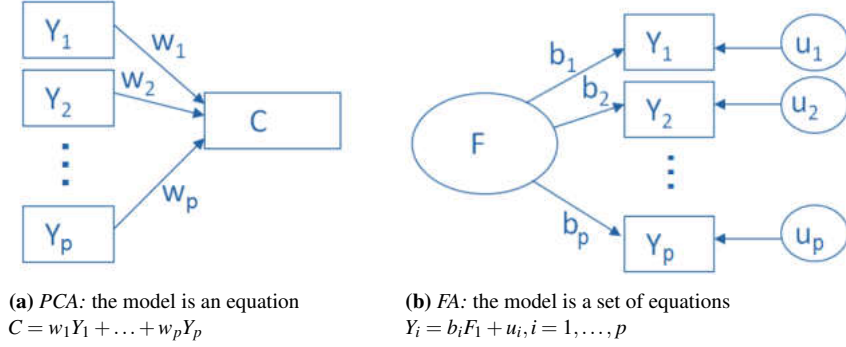 Y₁
w₁
Y₂
w₂
C
⋮
wₚ
Yₚ
b₁
Y₁
u₁
b₂
Y₂
u₂
F
⋮
bₚ
Yₚ
uₚ
(a) PCA: the model is an equation
C = w₁Y₁ + … + wₚYₚ
(b) FA: the model is a set of equations
Yᵢ = bᵢF₁ + uᵢ, i = 1, …, p